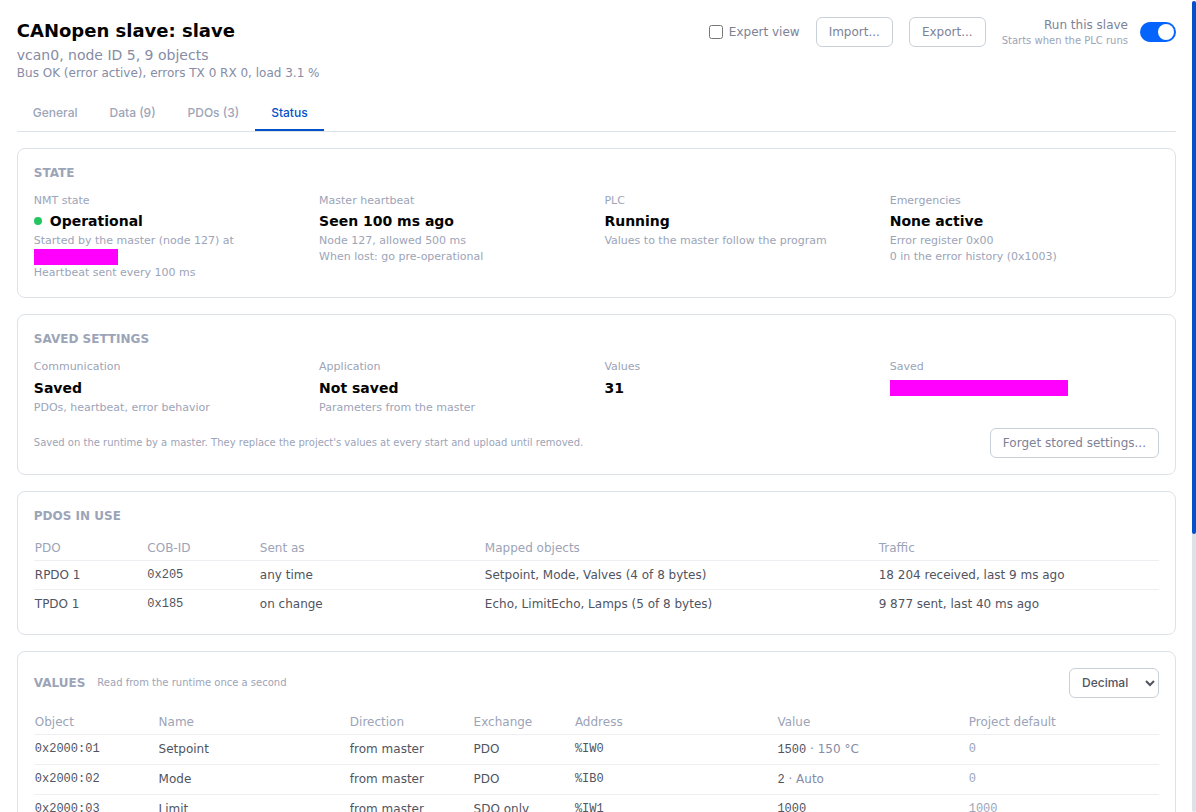 CANopen slave: slave
vcan0, node ID 5, 9 objects
Bus OK (error active), errors TX 0 RX 0, load 3.1 %
Expert view
Import...
Export...
Run this slave
Starts when the PLC runs
General
Data (9)
PDOs (3)
Status
STATE
NMT state
Operational
Started by the master (node 127) at
Heartbeat sent every 100 ms
Master heartbeat
Seen 100 ms ago
Node 127, allowed 500 ms
When lost: go pre-operational
PLC
Running
Values to the master follow the program
Emergencies
None active
Error register 0x00
0 in the error history (0x1003)
SAVED SETTINGS
Communication
Saved
PDOs, heartbeat, error behavior
Application
Not saved
Parameters from the master
Values
31
Saved
Saved on the runtime by a master. They replace the project's values at every start and upload until removed.
Forget stored settings...
PDOS IN USE
PDO COB-ID Sent as Mapped objects Traffic
RPDO 1 0x205 any time Setpoint, Mode, Valves (4 of 8 bytes) 18 204 received, last 9 ms ago
TPDO 1 0x185 on change Echo, LimitEcho, Lamps (5 of 8 bytes) 9 877 sent, last 40 ms ago
VALUES Read from the runtime once a second
Decimal
Object Name Direction Exchange Address Value Project default
0x2000:01 Setpoint from master PDO %IW0 1500 · 150 °C 0
0x2000:02 Mode from master PDO %IB0 2 · Auto 0
0x2000:03 Limit from master SDO only %IW1 1000 1000